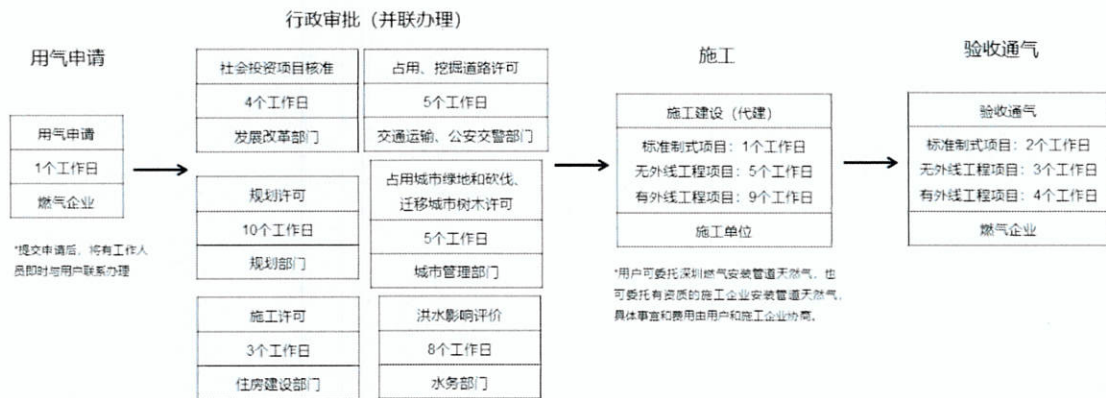 用气申请
用气申请
1个工作日
燃气企业
*提交申请后，将有工作人
员即时与用户联系办理
行政审批（并联办理）
社会投资项目核准
4个工作日
发展改革部门
占用、挖掘道路许可
5个工作日
交通运输、公安交警部门
规划许可
10个工作日
规划部门
占用城市绿地和砍伐、
迁移城市树木许可
5个工作日
城市管理部门
施工许可
3个工作日
住房建设部门
洪水影响评价
8个工作日
水务部门
施工
施工建设（代建）
标准制式项目：1个工作日
无外线工程项目：5个工作日
有外线工程项目：9个工作日
施工单位
*用户可委托深圳燃气安装管道天然气，也
可委托有资质的施工企业安装管道天然气，
具体事宜和费用由用户和施工企业协商。
验收通气
验收通气
标准制式项目：2个工作日
无外线工程项目：3个工作日
有外线工程项目：4个工作日
燃气企业